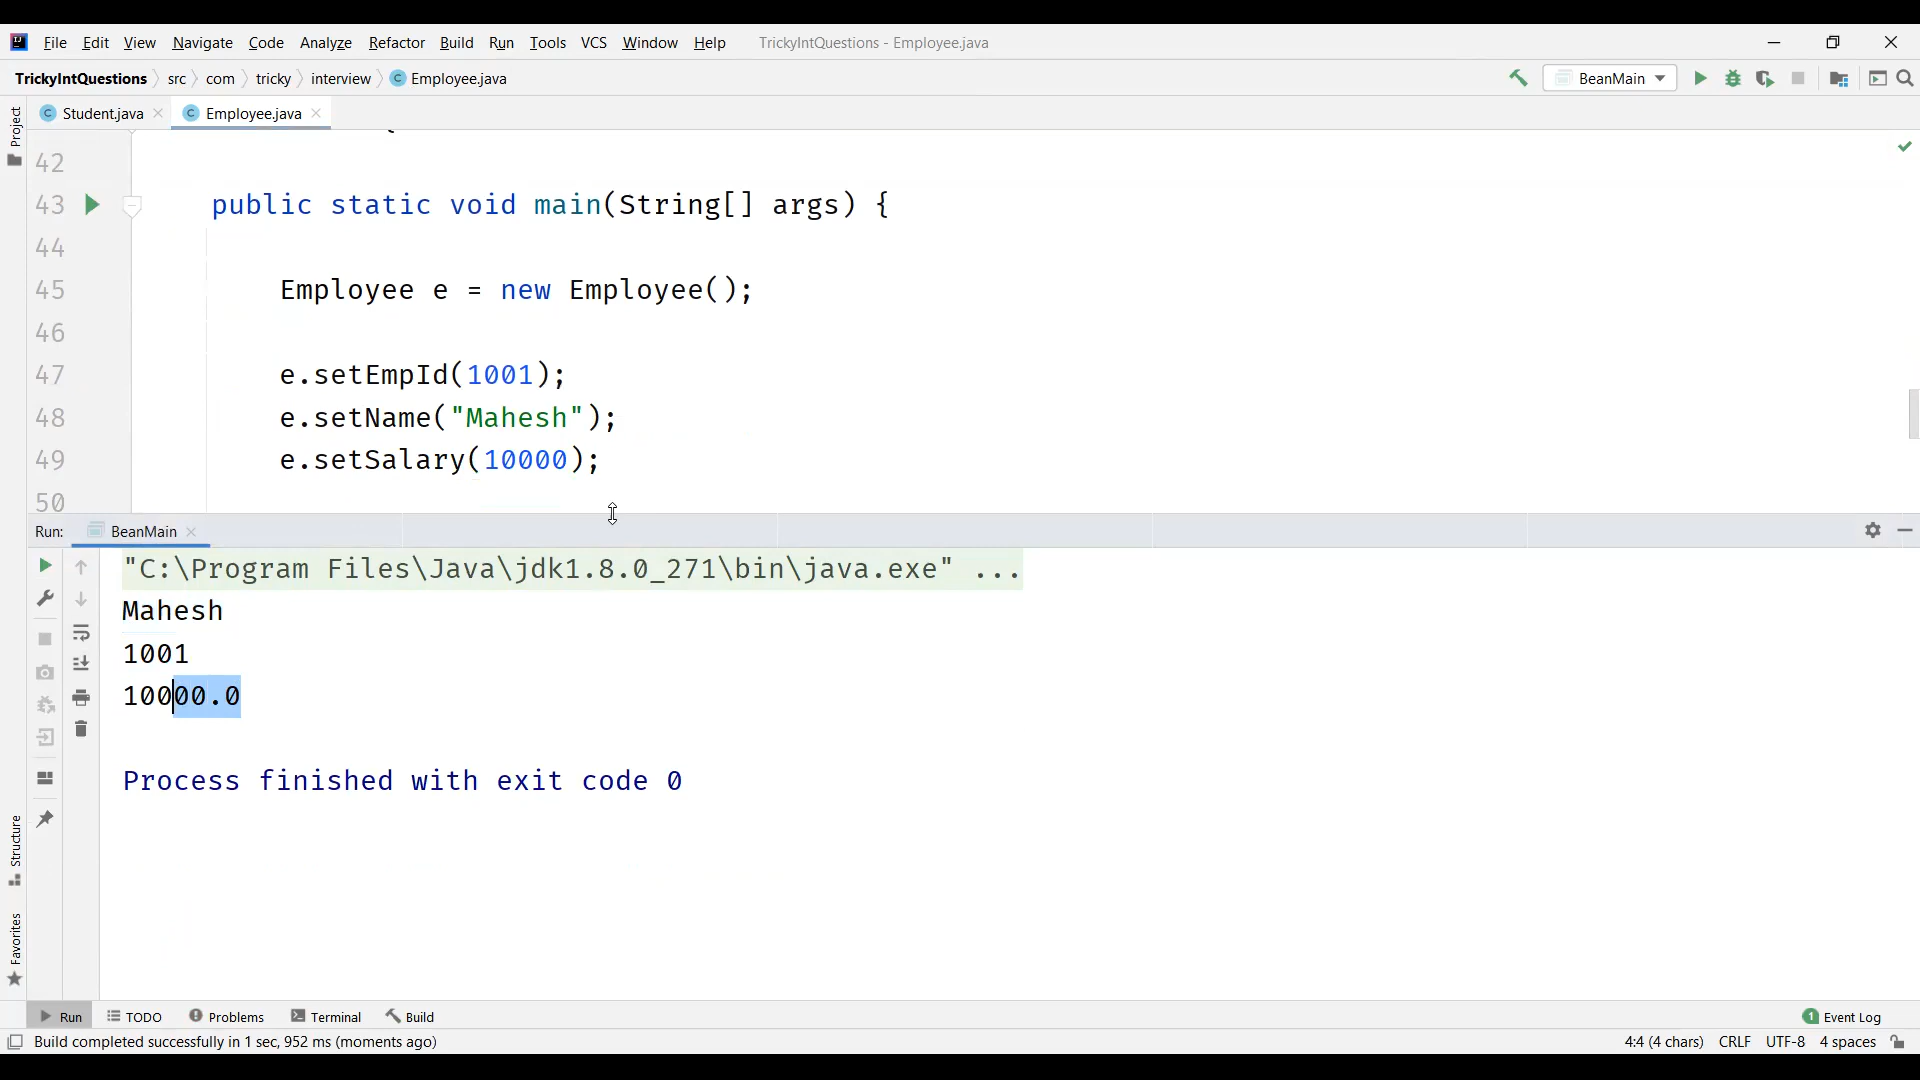 File Edit View Navigate Code Analyze Refactor Build Run Tools VCS Window Help TrickyIntQuestions - Employee.java
TrickyIntQuestions src com tricky interview Employee.java BeanMain
Student.java Employee.java
Project
42
43 public static void main(String[] args) {
44
45 Employee e = new Employee();
46
47 e.setEmpId(1001);
48 e.setName("Mahesh");
49 e.setSalary(10000);
50
Run: BeanMain
"C:\Program Files\Java\jdk1.8.0_271\bin\java.exe" ...
Mahesh
1001
10000.0
Process finished with exit code 0
Structure
Favorites
Run TODO Problems Terminal Build 1 Event Log
Build completed successfully in 1 sec, 952 ms (moments ago) 4:4 (4 chars) CRLF UTF-8 4 spaces